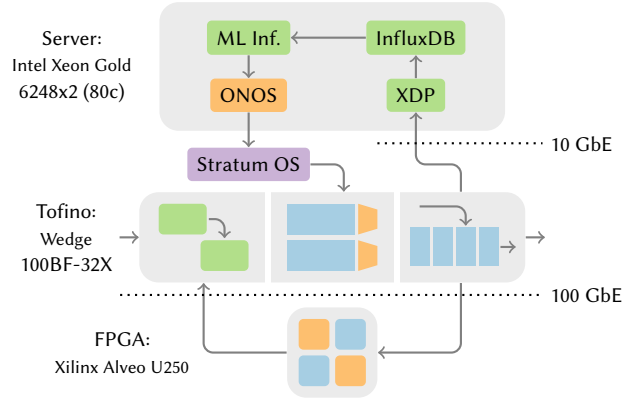 Server:
Intel Xeon Gold
6248x2 (80c)
ML Inf.
InfluxDB
ONOS
XDP
10 GbE
Stratum OS
Tofino:
Wedge
100BF-32X
100 GbE
FPGA:
Xilinx Alveo U250